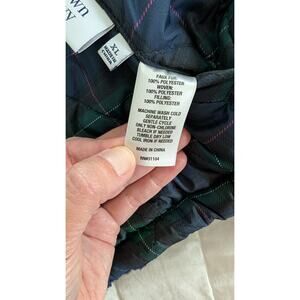 XL
FAUX FUR:
100% POLYESTER
WOVEN:
100% POLYESTER
FILLING:
100% POLYESTER
MACHINE WASH COLD
SEPARATELY
GENTLE CYCLE
ONLY NON-CHLORINE
BLEACH IF NEEDED
TUMBLE DRY LOW
COOL IRON IF NEEDED
MADE IN CHINA